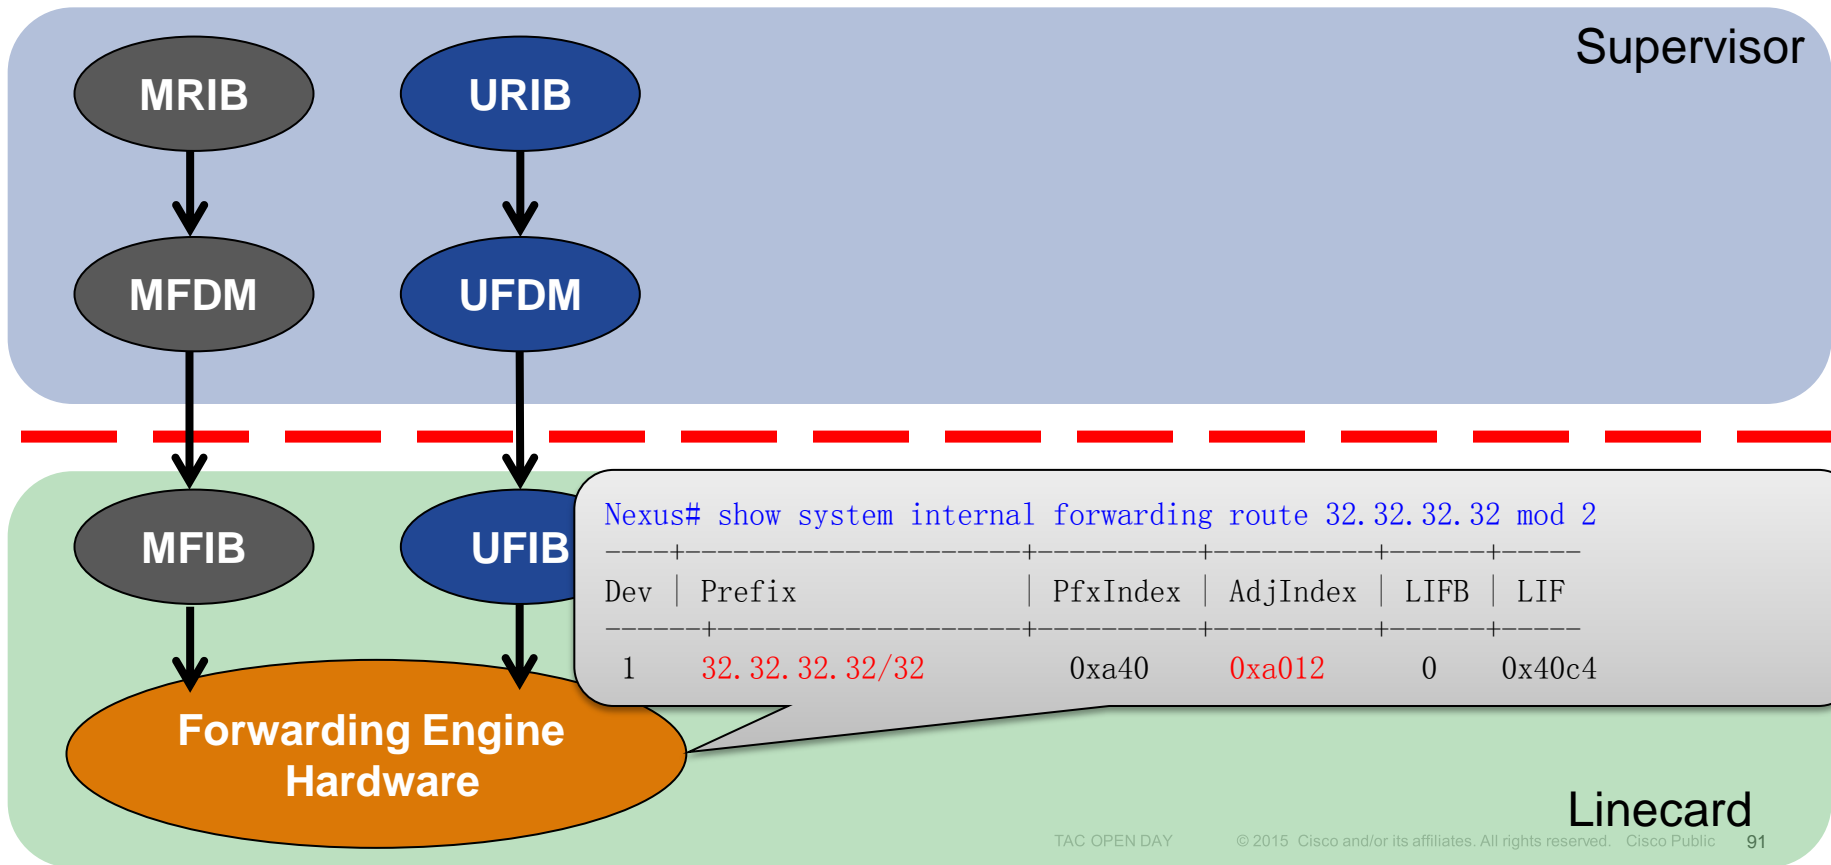 Supervisor
MRIB
URIB
MFDM
UFDM
MFIB
UFIB
Nexus# show system internal forwarding route 32.32.32.32 mod 2
----+---------------------+----------+-----------+------+-----
Dev | Prefix | PfxIndex | AdjIndex | LIFB | LIF
------+-------------------+----------+-----------+------+-----
1 32.32.32.32/32 0xa40 0xa012 0 0x40c4
Forwarding Engine
Hardware
Linecard
TAC OPEN DAY © 2015 Cisco and/or its affiliates. All rights reserved. Cisco Public 91